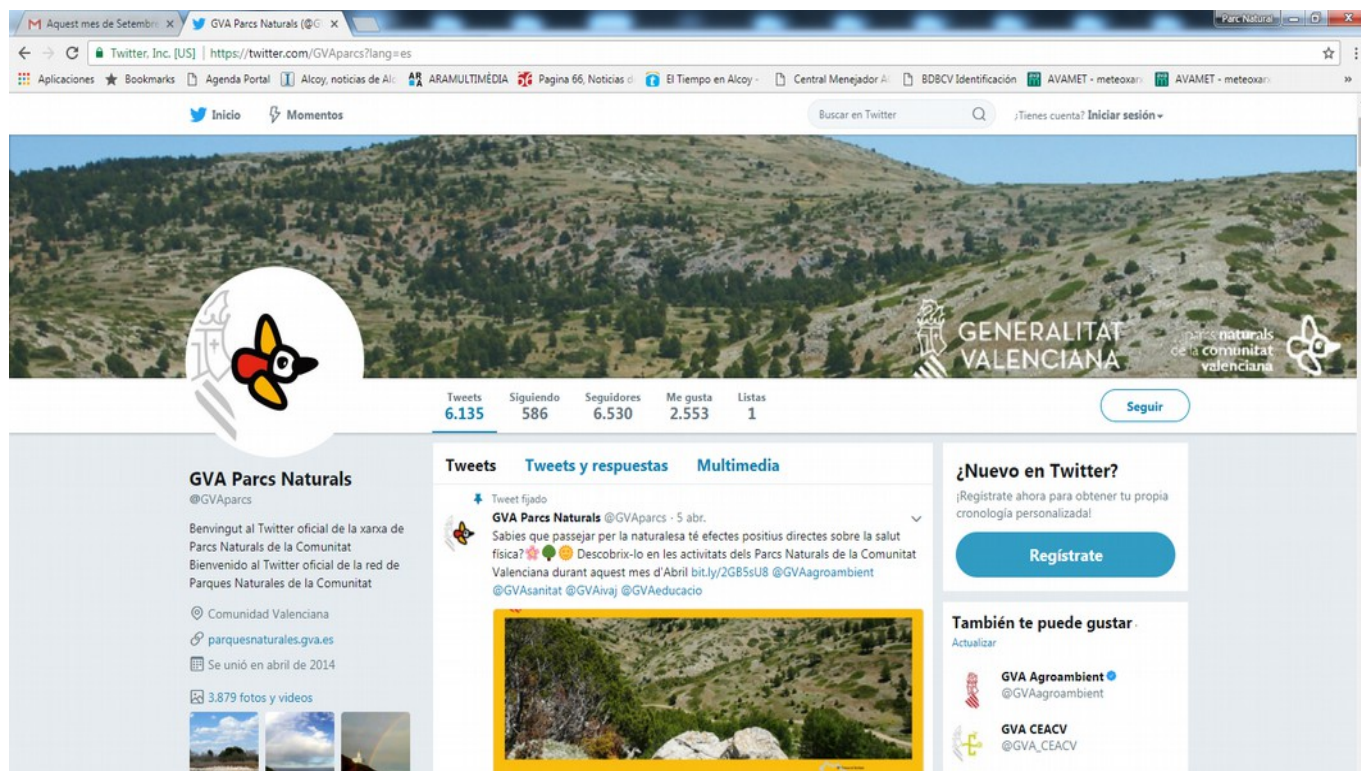 Aquest mes de Setembre
GVA Parcs Naturals (@G
Parc Natural
Twitter, Inc. [US] | https://twitter.com/GVAparcs?lang=es
Aplicaciones Bookmarks Agenda Portal Alcoy, noticias de Alc ARAMULTIMÈDIA Pagina 66, Noticias d El Tiempo en Alcoy - Central Menejador A BDBCV Identificación AVAMET - meteoxar AVAMET - meteoxar »
Inicio Momentos Buscar en Twitter ¿Tienes cuenta? Iniciar sesión
GENERALITAT
VALENCIANA
parcs naturals
de la comunitat
valenciana
Tweets Siguiendo Seguidores Me gusta Listas
6.135 586 6.530 2.553 1
Seguir
GVA Parcs Naturals
@GVAparcs
Benvingut al Twitter oficial de la xarxa de
Parcs Naturals de la Comunitat
Bienvenido al Twitter oficial de la red de
Parques Naturales de la Comunitat
Comunidad Valenciana
parquesnaturales.gva.es
Se unió en abril de 2014
3.879 fotos y videos
Tweets Tweets y respuestas Multimedia
Tweet fijado
GVA Parcs Naturals @GVAparcs · 5 abr.
Sabies que passejar per la naturalesa té efectes positius directes sobre la salut
física?🌸🌳🌞 Descobrix-lo en les activitats dels Parcs Naturals de la Comunitat
Valenciana durant aquest mes d'Abril bit.ly/2GB5sU8 @GVAagroambient
@GVAsanitat @GVAivaj @GVAeducacio
¿Nuevo en Twitter?
¡Regístrate ahora para obtener tu propia
cronología personalizada!
Regístrate
También te puede gustar ·
Actualizar
GVA Agroambient
@GVAagroambient
GVA CEACV
@GVA_CEACV